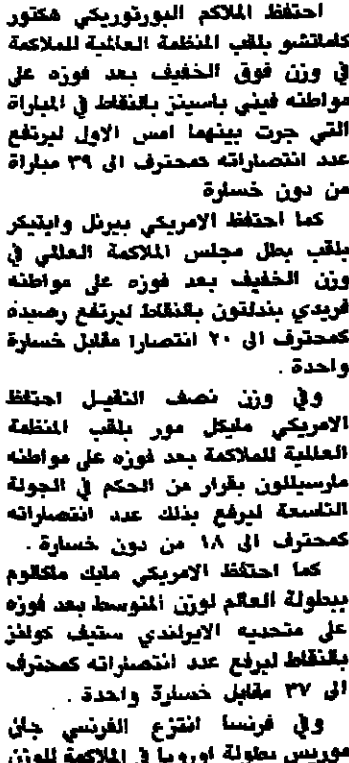 احتفظ الملاكم البورتوريكي هكتور
كاماتشو بلقب المنظمة العالمية للملاكمة
في وزن فوق الخفيف بعد فوزه على
مواطنه فيني باسينز بالنقاط في المباراة
التي جرت بينهما امس الاول ليرتفع
عدد انتصاراته كمحترف الى ٣٩ مباراة
من دون خسارة
كما احتفظ الامريكي بيرنل وايتيكر
بلقب بطل مجلس الملاكمة العالمي في
وزن الخفيف بعد فوزه على مواطنه
فريدي بندلتون بالنقاط ليرتفع رصيده
كمحترف الى ٢٠ انتصارا مقابل خسارة
واحدة .
وفي وزن نصف الثقيل احتفظ
الامريكي مايكل مور بلقب المنظمة
العالمية للملاكمة بعد فوزه على مواطنه
مارسيللون بقرار من الحكم في الجولة
التاسعة ليرفع بذلك عدد انتصاراته
كمحترف الى ١٨ من دون خسارة .
كما احتفظ الامريكي مايك ماكالوم
ببطولة العالم لوزن المتوسط بعد فوزه
على متحديه الايرلندي ستيف كولنز
بالنقاط ليرفع عدد انتصاراته كمحترف
الى ٣٧ مقابل خسارة واحدة .
وفي فرنسا انتزع الفرنسي جان
موريس بطولة اوروبا في الملاكمة للوزن